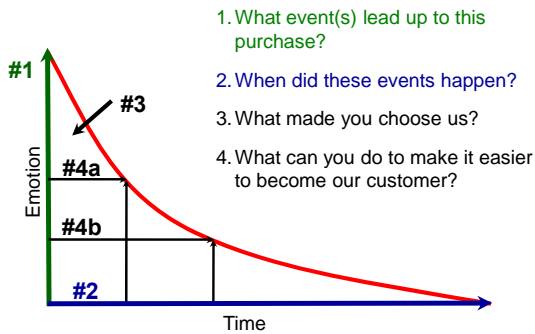 1. What event(s) lead up to this
purchase?
#1
2. When did these events happen?
#3
3. What made you choose us?
4. What can you do to make it easier
to become our customer?
#4a
Emotion
#4b
#2
Time